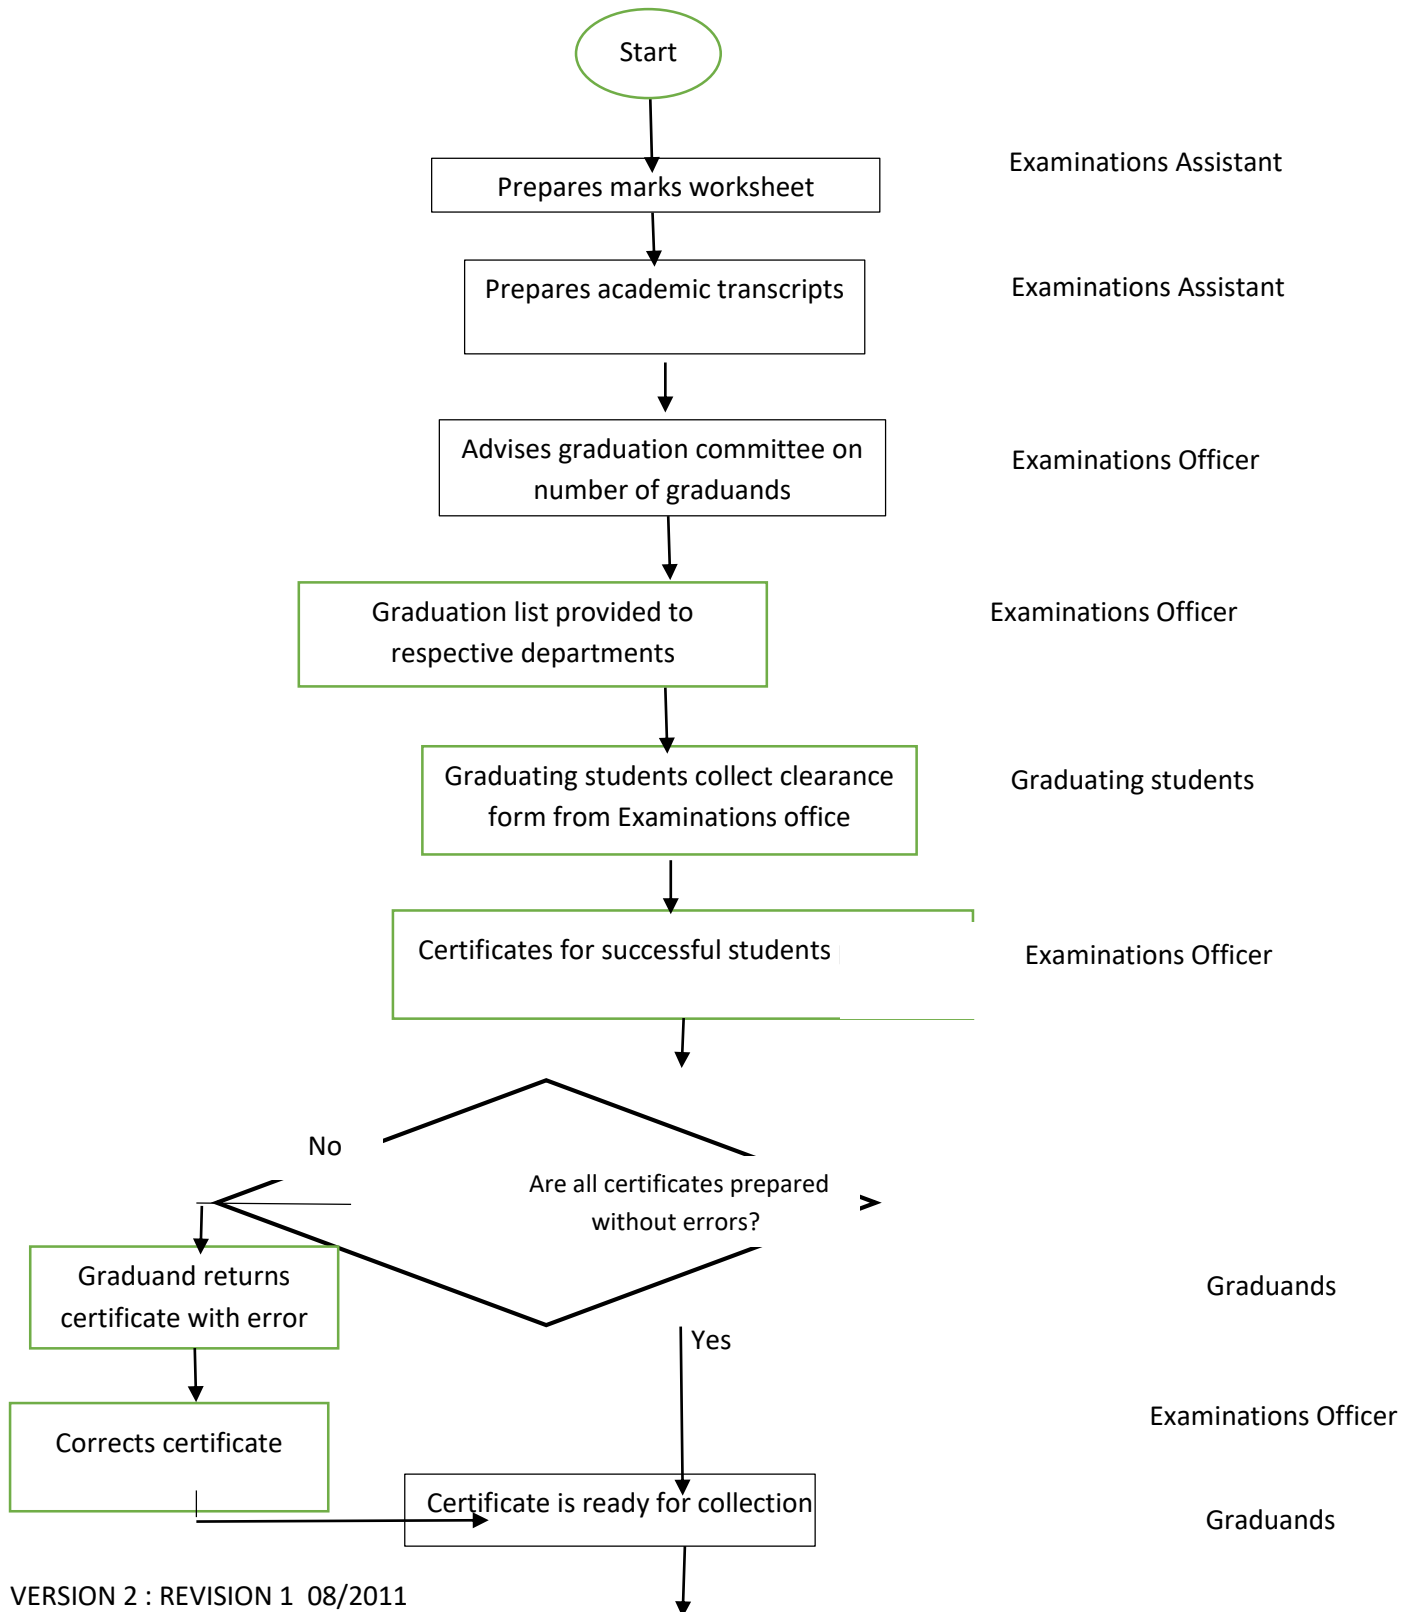 Start
Examinations Assistant
Prepares marks worksheet
Prepares academic transcripts
Examinations Assistant
Advises graduation committee on
number of graduands
Examinations Officer
Graduation list provided to
respective departments
Examinations Officer
Graduating students collect clearance
form from Examinations office
Graduating students
Certificates for successful students
Examinations Officer
No
Are all certificates prepared
without errors?
Graduand returns
certificate with error
Graduands
Yes
Corrects certificate
Examinations Officer
Certificate is ready for collection
Graduands
VERSION 2 : REVISION 1 08/2011